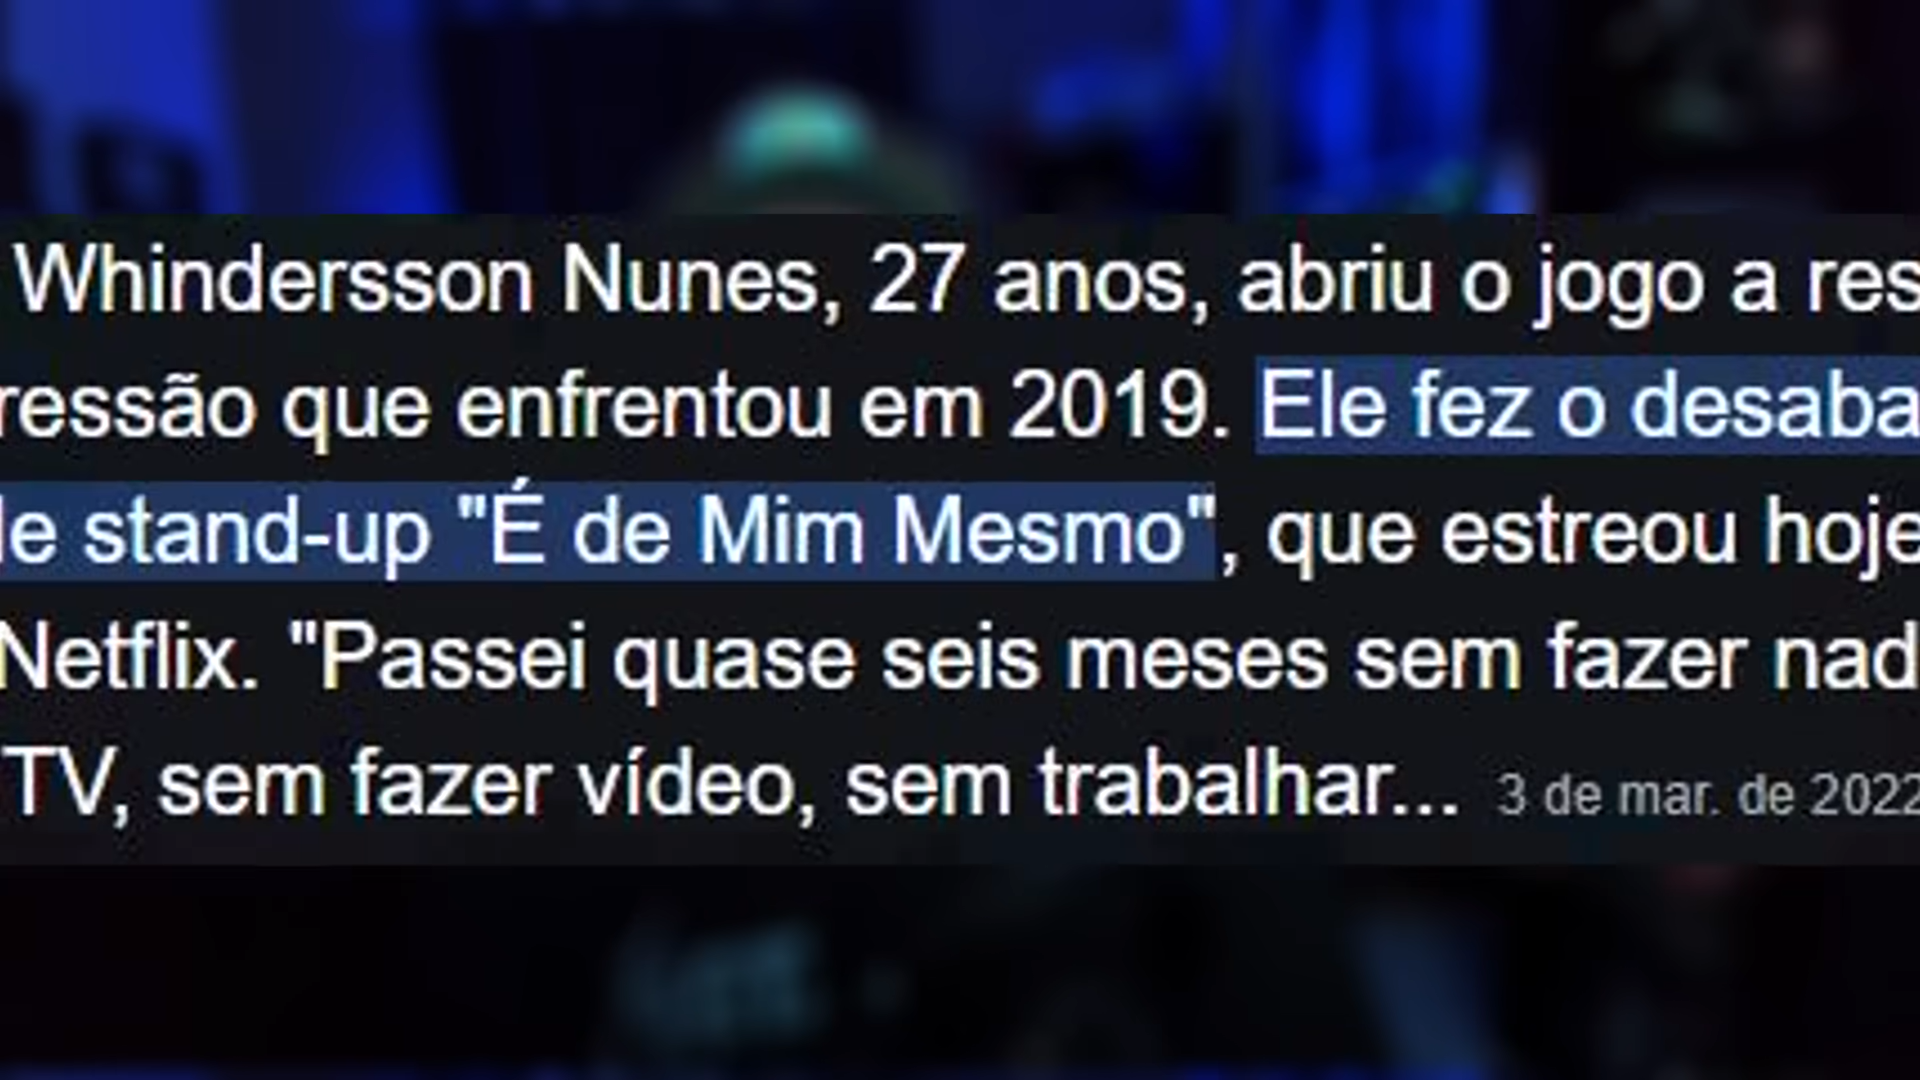 Whindersson Nunes, 27 anos, abriu o jogo a res
ressão que enfrentou em 2019. Ele fez o desaba
le stand-up "É de Mim Mesmo", que estreou hoje
Netflix. "Passei quase seis meses sem fazer nad
TV, sem fazer vídeo, sem trabalhar... 3 de mar. de 2022